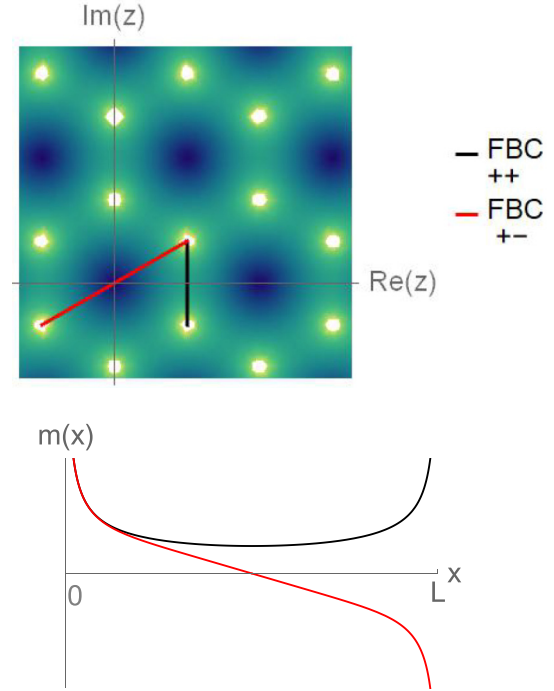 Im(z)
FBC
++
FBC
+−
Re(z)
m(x)
0
L
x